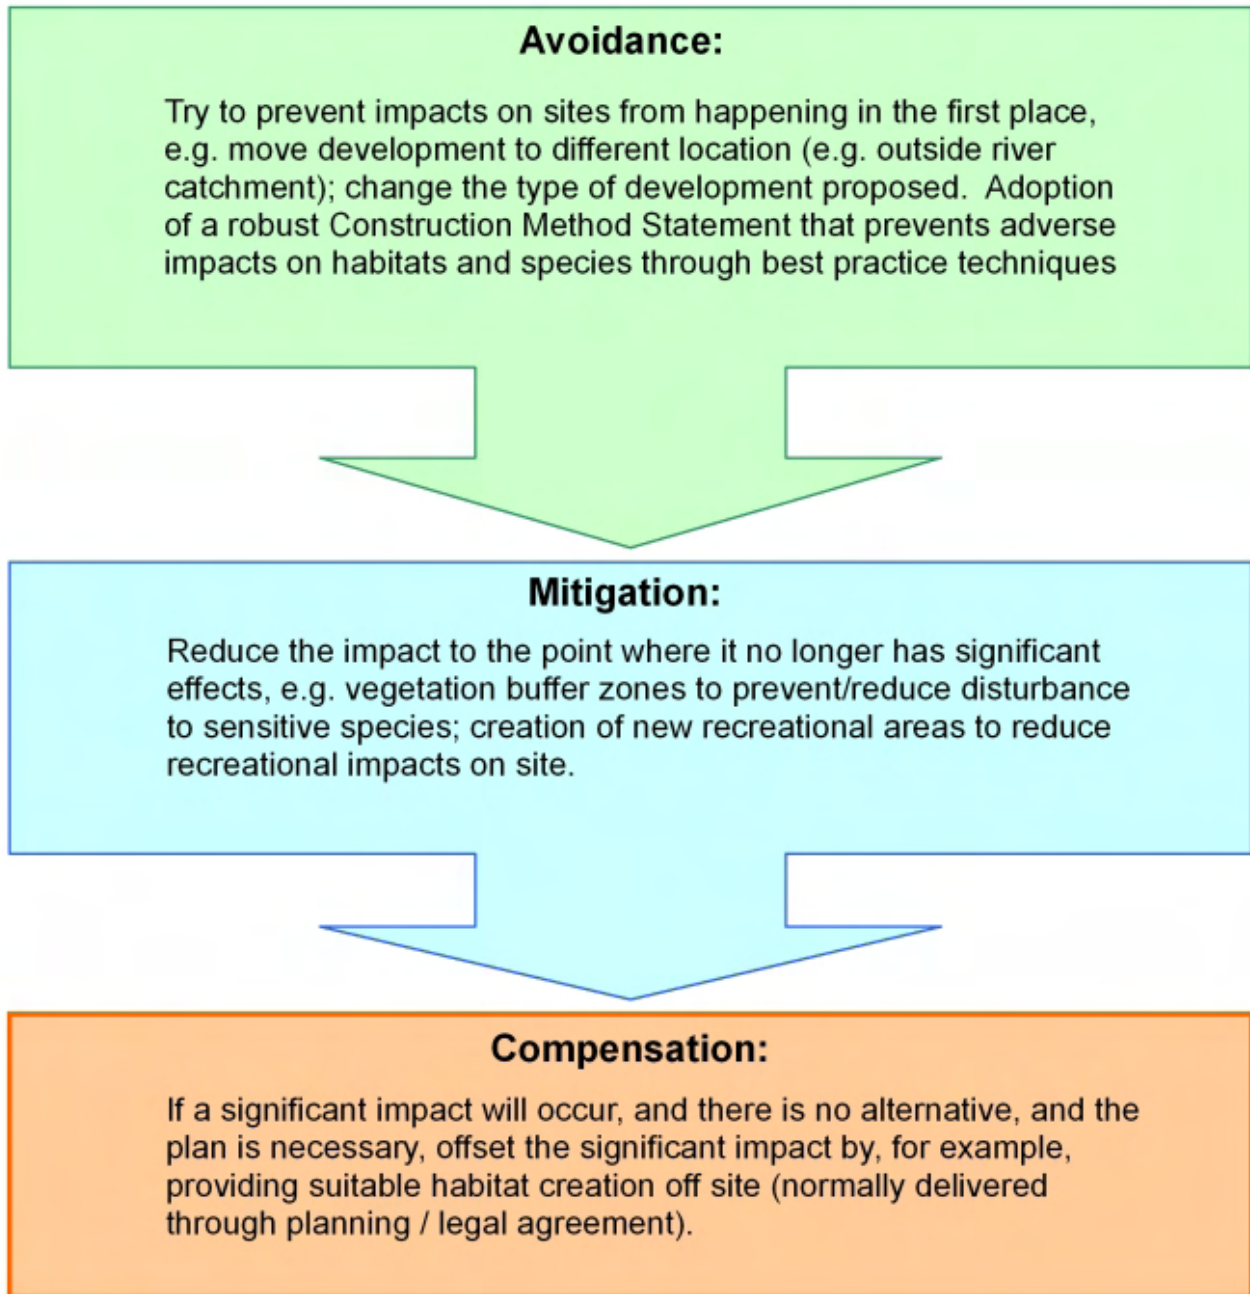 Avoidance:
Try to prevent impacts on sites from happening in the first place,
e.g. move development to different location (e.g. outside river
catchment); change the type of development proposed.  Adoption
of a robust Construction Method Statement that prevents adverse
impacts on habitats and species through best practice techniques
Mitigation:
Reduce the impact to the point where it no longer has significant
effects, e.g. vegetation buffer zones to prevent/reduce disturbance
to sensitive species; creation of new recreational areas to reduce
recreational impacts on site.
Compensation:
If a significant impact will occur, and there is no alternative, and the
plan is necessary, offset the significant impact by, for example,
providing suitable habitat creation off site (normally delivered
through planning / legal agreement).